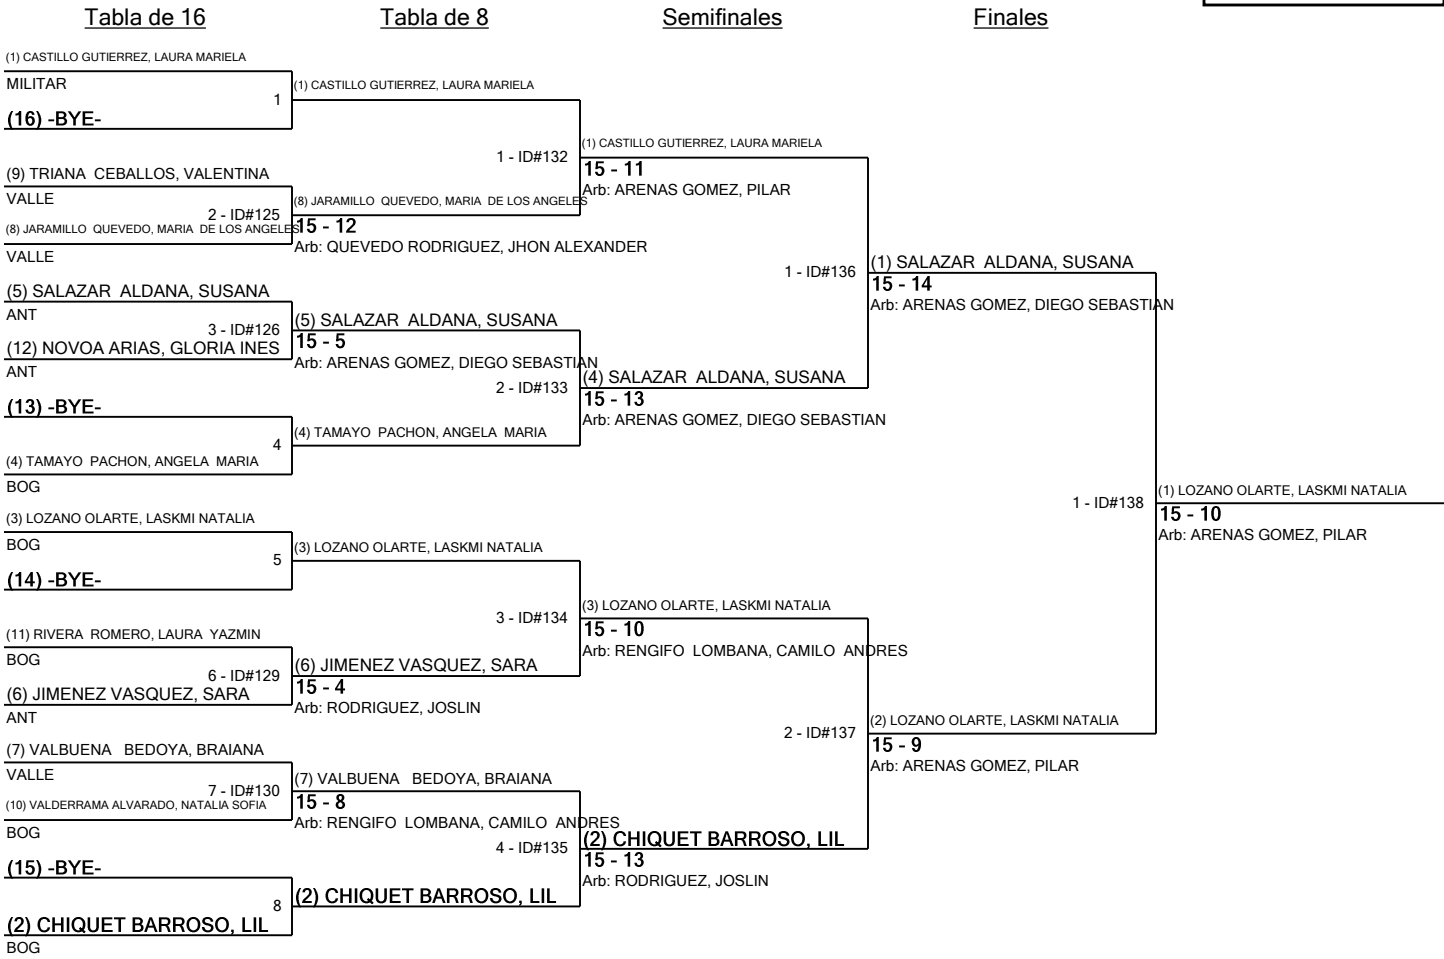 Tabla de 16
Tabla de 8
Semifinales
Finales
(1) CASTILLO GUTIERREZ, LAURA MARIELA
MILITAR
1
(16) -BYE-
(9) TRIANA CEBALLOS, VALENTINA
VALLE
2 - ID#125
(8) JARAMILLO QUEVEDO, MARIA DE LOS ANGELES
VALLE
(5) SALAZAR ALDANA, SUSANA
ANT
3 - ID#126
(12) NOVOA ARIAS, GLORIA INES
ANT
(13) -BYE-
4
(4) TAMAYO PACHON, ANGELA MARIA
BOG
(3) LOZANO OLARTE, LASKMI NATALIA
BOG
5
(14) -BYE-
(11) RIVERA ROMERO, LAURA YAZMIN
BOG
6 - ID#129
(6) JIMENEZ VASQUEZ, SARA
ANT
(7) VALBUENA BEDOYA, BRAIANA
VALLE
7 - ID#130
(10) VALDERRAMA ALVARADO, NATALIA SOFIA
BOG
(15) -BYE-
8
(2) CHIQUET BARROSO, LIL
BOG
(1) CASTILLO GUTIERREZ, LAURA MARIELA
1 - ID#132
(8) JARAMILLO QUEVEDO, MARIA DE LOS ANGELES
15 - 12
Arb: QUEVEDO RODRIGUEZ, JHON ALEXANDER
(5) SALAZAR ALDANA, SUSANA
15 - 5
Arb: ARENAS GOMEZ, DIEGO SEBASTIAN
2 - ID#133
(4) TAMAYO PACHON, ANGELA MARIA
(3) LOZANO OLARTE, LASKMI NATALIA
3 - ID#134
(6) JIMENEZ VASQUEZ, SARA
15 - 4
Arb: RODRIGUEZ, JOSLIN
(7) VALBUENA BEDOYA, BRAIANA
15 - 8
Arb: RENGIFO LOMBANA, CAMILO ANDRES
4 - ID#135
(2) CHIQUET BARROSO, LIL
(1) CASTILLO GUTIERREZ, LAURA MARIELA
15 - 11
Arb: ARENAS GOMEZ, PILAR
1 - ID#136
(4) SALAZAR ALDANA, SUSANA
15 - 13
Arb: ARENAS GOMEZ, DIEGO SEBASTIAN
(3) LOZANO OLARTE, LASKMI NATALIA
15 - 10
Arb: RENGIFO LOMBANA, CAMILO ANDRES
2 - ID#137
(2) CHIQUET BARROSO, LIL
15 - 13
Arb: RODRIGUEZ, JOSLIN
(1) SALAZAR ALDANA, SUSANA
15 - 14
Arb: ARENAS GOMEZ, DIEGO SEBASTIAN
1 - ID#138
(2) LOZANO OLARTE, LASKMI NATALIA
15 - 9
Arb: ARENAS GOMEZ, PILAR
(1) LOZANO OLARTE, LASKMI NATALIA
15 - 10
Arb: ARENAS GOMEZ, PILAR